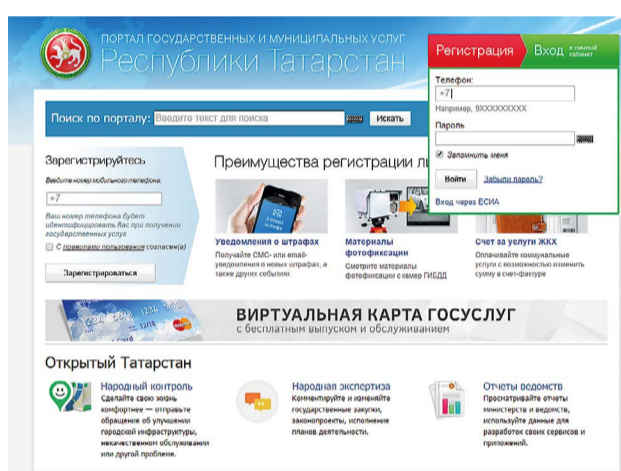 ПОРТАЛ ГОСУДАРСТВЕННЫХ И МУНИЦИПАЛЬНЫХ УСЛУГ
Республики Татарстан
Регистрация
Вход в личный кабинет
Телефон:
+7
Например, 9XXXXXXXXX
Пароль
Запомнить меня
Войти Забыли пароль?
Вход через ЕСИА
Поиск по порталу: Введите текст для поиска Искать
Зарегистрируйтесь
Введите номер мобильного телефона:
+7
Ваш номер телефона будет
идентифицировать Вас при получении
государственных услуг
С правилами пользования согласен(а)
Зарегистрироваться
Преимущества регистрации ли
Уведомления о штрафах
Получайте СМС- или email-
уведомления о новых штрафах, а
также других событиях.
Материалы
фотофиксации
Смотрите материалы
фотофиксации с камер ГИБДД
Счет за услуги ЖКХ
Оплачивайте коммунальные
услуги с возможностью изменить
сумму в счет-фактуре
ВИРТУАЛЬНАЯ КАРТА ГОСУСЛУГ
с бесплатным выпуском и обслуживанием
Открытый Татарстан
Народный контроль
Сделайте свою жизнь
комфортнее — отправьте
обращение об улучшении
городской инфраструктуры,
некачественном обслуживании
или другой проблеме.
Народная экспертиза
Комментируйте и изменяйте
государственные закупки,
законопроекты, исполнение
планов деятельности.
Отчеты ведомств
Просматривайте отчеты
министерств и ведомств,
используйте данные для
разработок своих сервисов и
приложений.